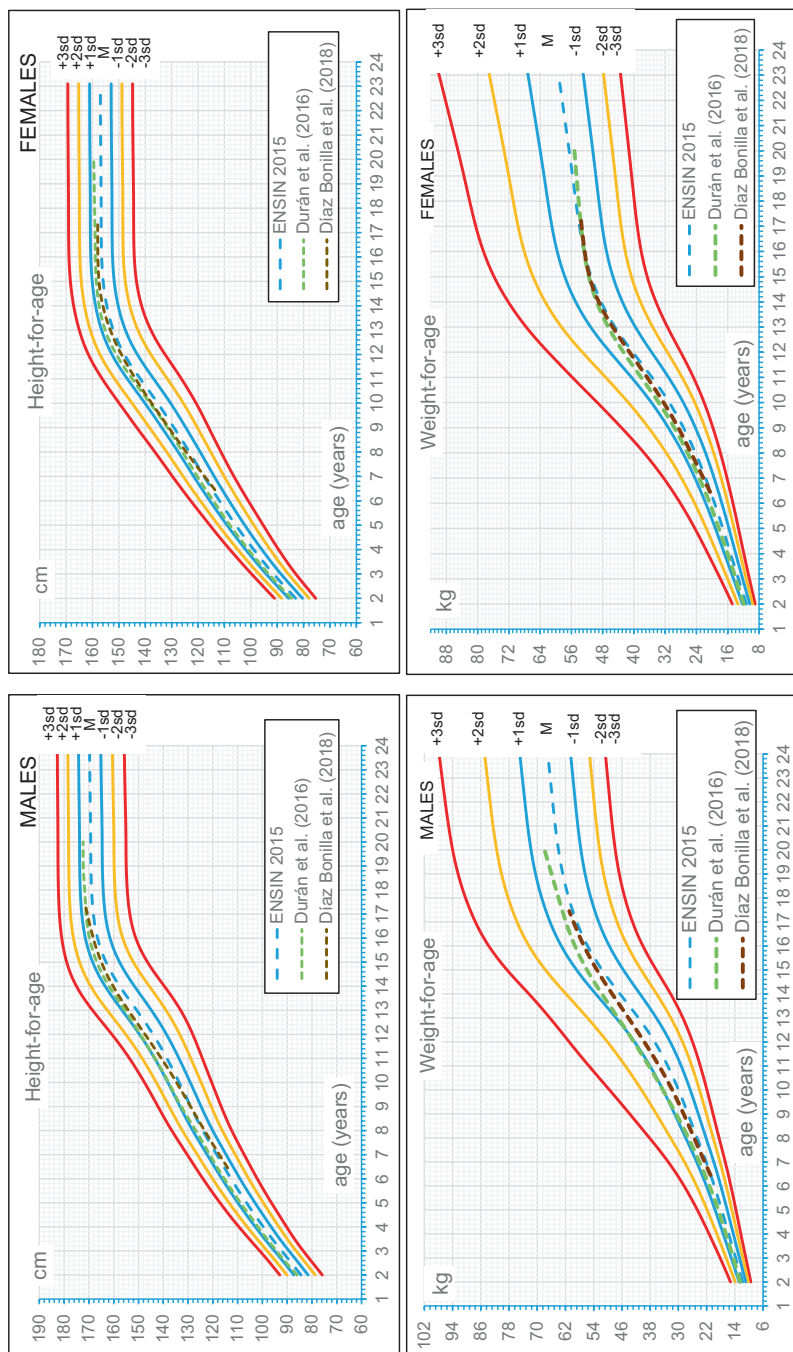 MALES
Height-for-age
cm
190
180
170
160
150
140
130
120
110
100
90
80
70
60
+3sd
+2sd
+1sd
M
-1sd
-2sd
-3sd
ENSIN 2015
Durán et al. (2016)
Díaz Bonilla et al. (2018)
age (years)
1 2 3 4 5 6 7 8 9 10 11 12 13 14 15 16 17 18 19 20 21 22 23 24
FEMALES
Height-for-age
cm
180
170
160
150
140
130
120
110
100
90
80
70
60
+3sd
+2sd
+1sd
M
-1sd
-2sd
-3sd
ENSIN 2015
Durán et al. (2016)
Díaz Bonilla et al. (2018)
age (years)
1 2 3 4 5 6 7 8 9 10 11 12 13 14 15 16 17 18 19 20 21 22 23 24
MALES
Weight-for-age
kg
102
94
86
78
70
62
54
46
38
30
22
14
6
+3sd
+2sd
+1sd
M
-1sd
-2sd
-3sd
ENSIN 2015
Durán et al. (2016)
Díaz Bonilla et al. (2018)
age (years)
1 2 3 4 5 6 7 8 9 10 11 12 13 14 15 16 17 18 19 20 21 22 23 24
FEMALES
Weight-for-age
kg
88
80
72
64
56
48
40
32
24
16
8
+3sd
+2sd
+1sd
M
-1sd
-2sd
-3sd
ENSIN 2015
Durán et al. (2016)
Díaz Bonilla et al. (2018)
age (years)
1 2 3 4 5 6 7 8 9 10 11 12 13 14 15 16 17 18 19 20 21 22 23 24